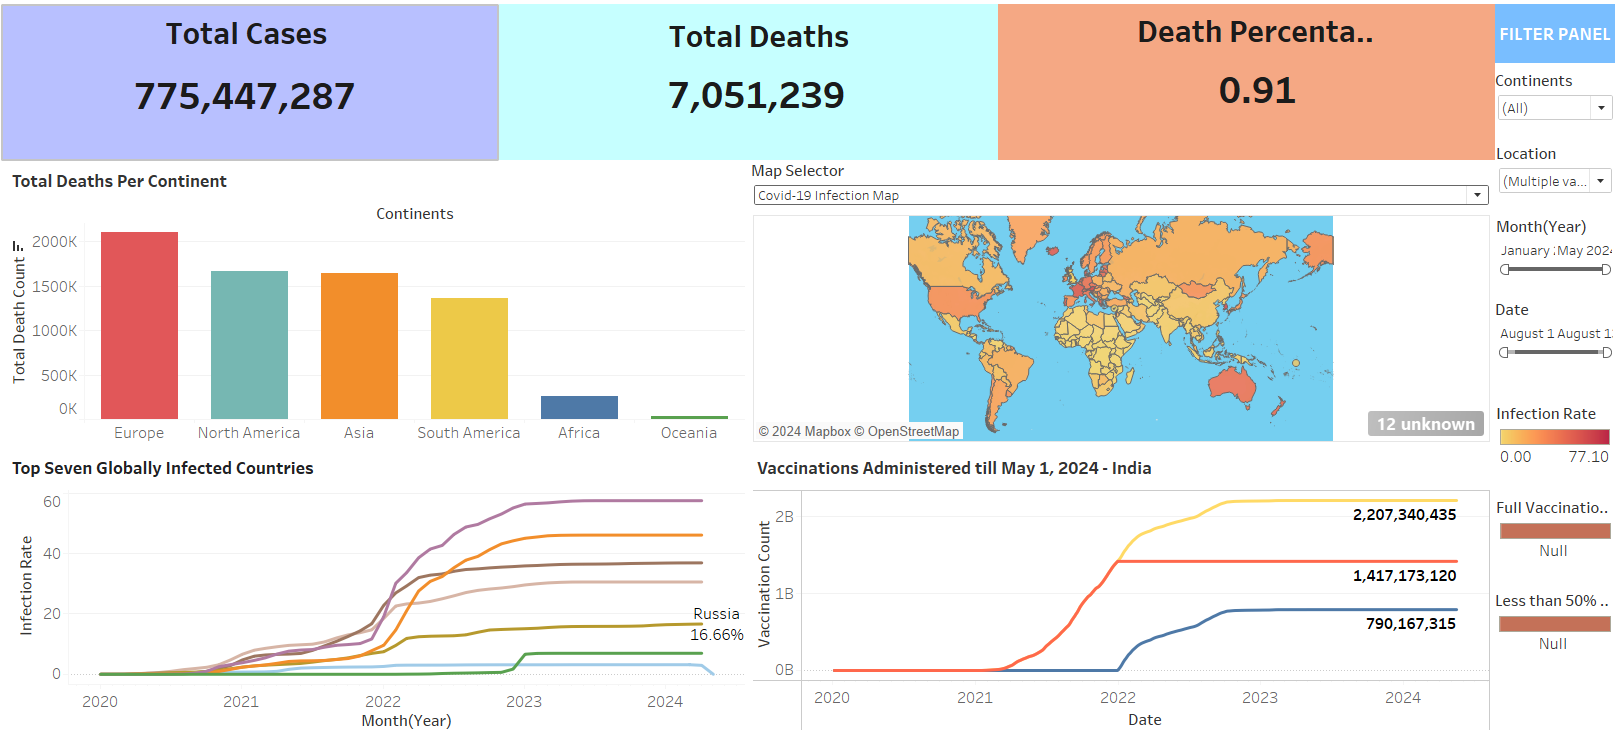 Total Cases
775,447,287
Total Deaths
7,051,239
Death Percenta..
0.91
FILTER PANEL
Continents
(All)
Location
(Multiple va...
Month(Year)
January May 2024
Date
August 1 August 1
Infection Rate
0.00 77.10
Full Vaccinatio..
Null
Less than 50% ..
Null
Total Deaths Per Continent
Continents
Total Death Count
2000K
1500K
1000K
500K
0K
Europe North America Asia South America Africa Oceania
Map Selector
Covid-19 Infection Map
© 2024 Mapbox © OpenStreetMap
12 unknown
Top Seven Globally Infected Countries
Infection Rate
60
40
20
0
Russia
16.66%
2020 2021 2022 2023 2024
Month(Year)
Vaccinations Administered till May 1, 2024 - India
Vaccination Count
2B
1B
0B
2,207,340,435
1,417,173,120
790,167,315
2020 2021 2022 2023 2024
Date